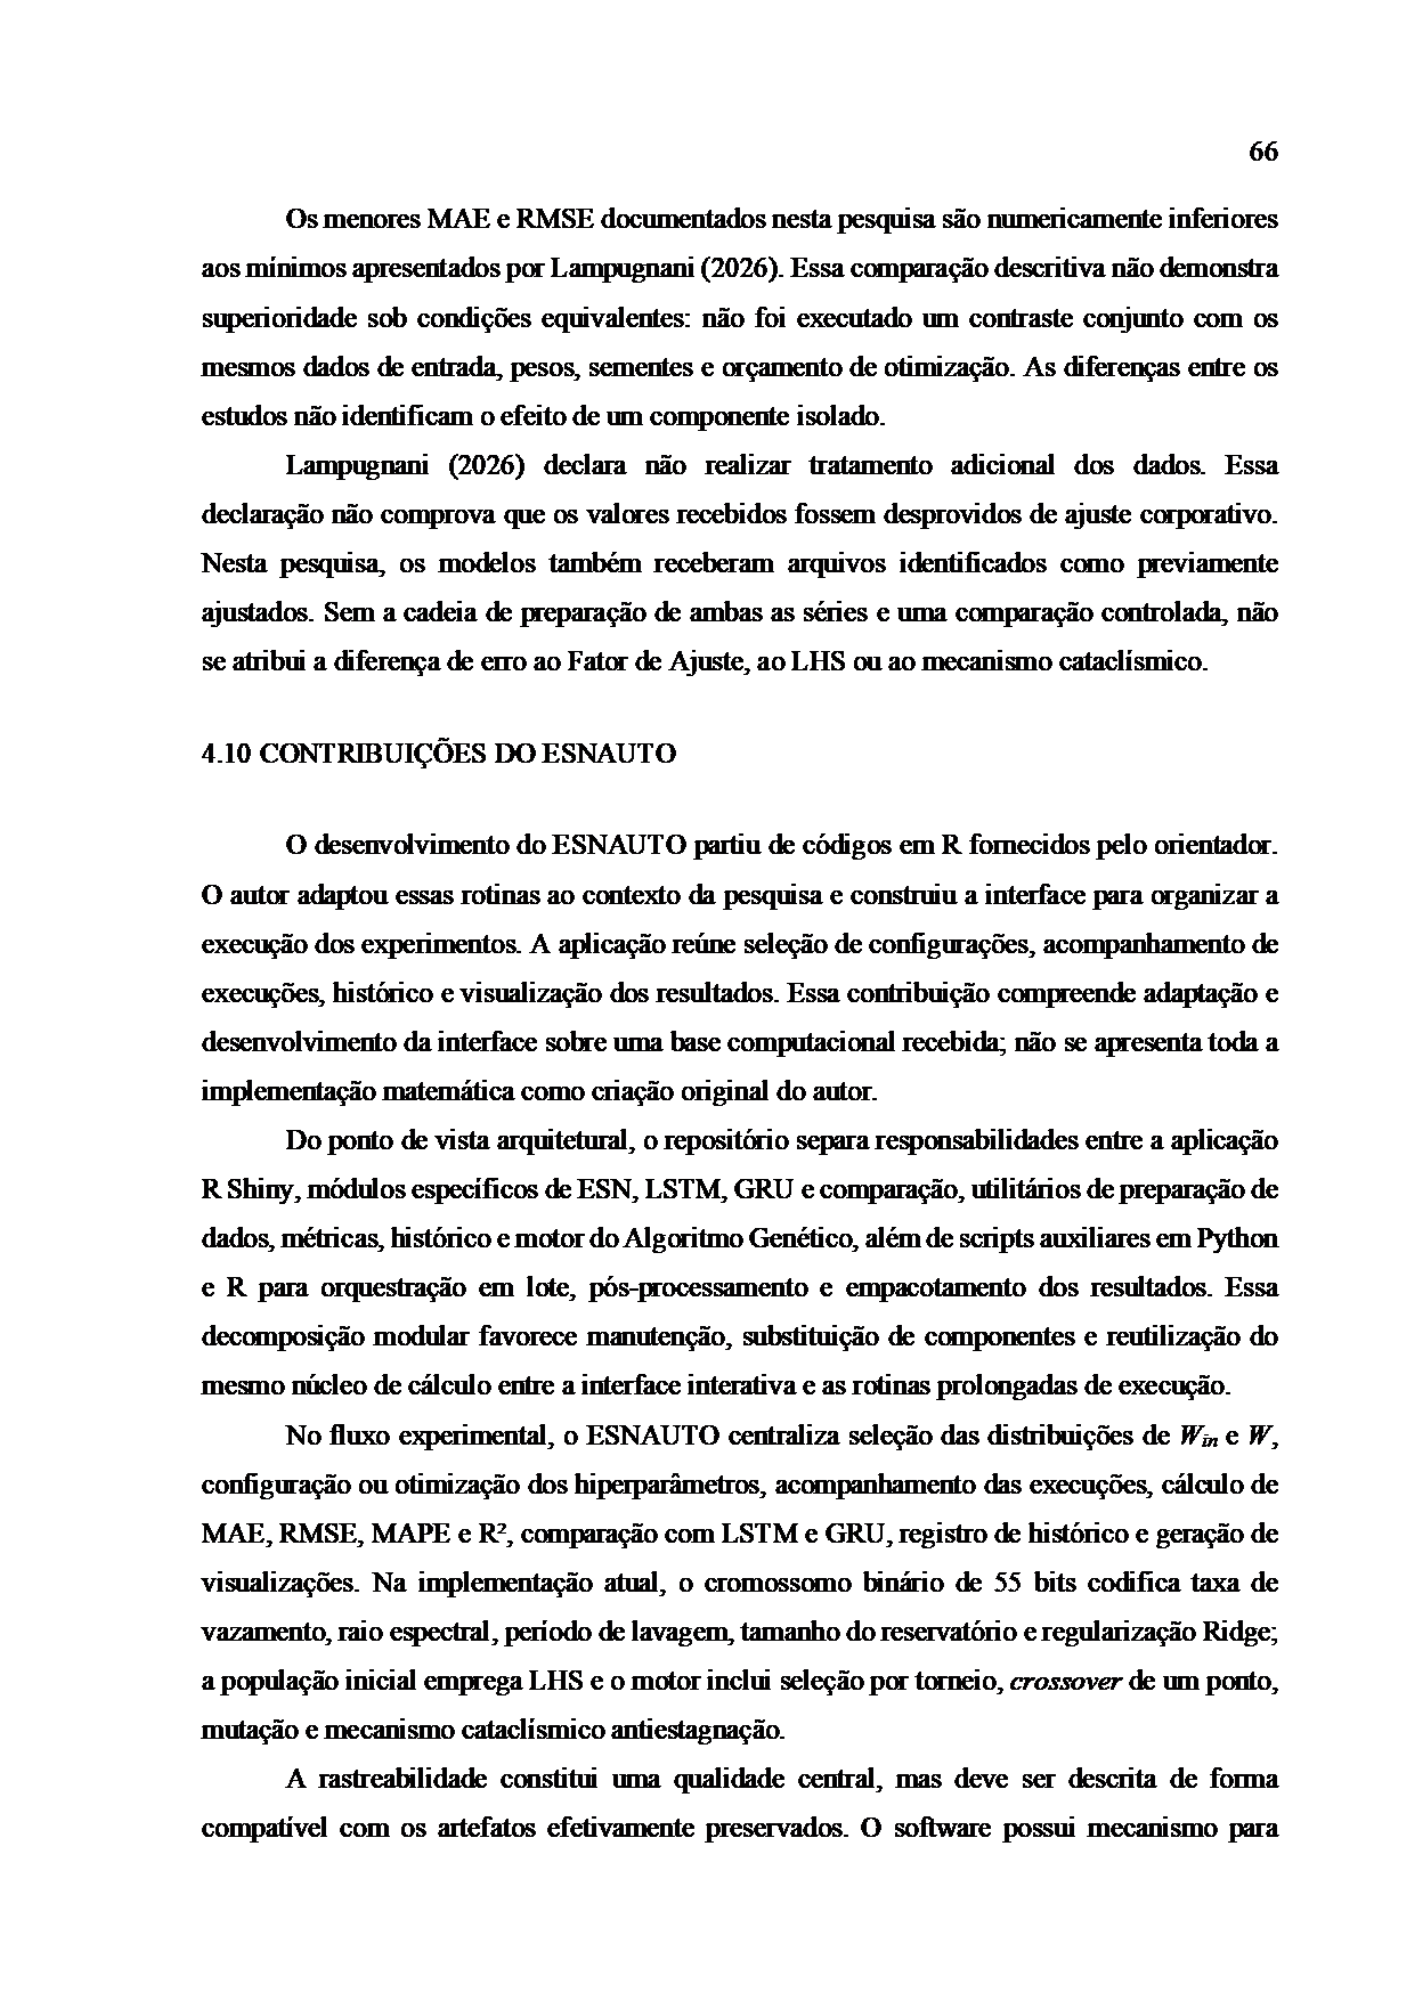 66
Os menores MAE e RMSE documentados nesta pesquisa são numericamente inferiores
aos mínimos apresentados por Lampugnani (2026). Essa comparação descritiva não demonstra
superioridade sob condições equivalentes: não foi executado um contraste conjunto com os
mesmos dados de entrada, pesos, sementes e orçamento de otimização. As diferenças entre os
estudos não identificam o efeito de um componente isolado.
Lampugnani (2026) declara não realizar tratamento adicional dos dados. Essa
declaração não comprova que os valores recebidos fossem desprovidos de ajuste corporativo.
Nesta pesquisa, os modelos também receberam arquivos identificados como previamente
ajustados. Sem a cadeia de preparação de ambas as séries e uma comparação controlada, não
se atribui a diferença de erro ao Fator de Ajuste, ao LHS ou ao mecanismo cataclísmico.
4.10 CONTRIBUIÇÕES DO ESNAUTO
O desenvolvimento do ESNAUTO partiu de códigos em R fornecidos pelo orientador.
O autor adaptou essas rotinas ao contexto da pesquisa e construiu a interface para organizar a
execução dos experimentos. A aplicação reúne seleção de configurações, acompanhamento de
execuções, histórico e visualização dos resultados. Essa contribuição compreende adaptação e
desenvolvimento da interface sobre uma base computacional recebida; não se apresenta toda a
implementação matemática como criação original do autor.
Do ponto de vista arquitetural, o repositório separa responsabilidades entre a aplicação
R Shiny, módulos específicos de ESN, LSTM, GRU e comparação, utilitários de preparação de
dados, métricas, histórico e motor do Algoritmo Genético, além de scripts auxiliares em Python
e R para orquestração em lote, pós-processamento e empacotamento dos resultados. Essa
decomposição modular favorece manutenção, substituição de componentes e reutilização do
mesmo núcleo de cálculo entre a interface interativa e as rotinas prolongadas de execução.
No fluxo experimental, o ESNAUTO centraliza seleção das distribuições de Win e W,
configuração ou otimização dos hiperparâmetros, acompanhamento das execuções, cálculo de
MAE, RMSE, MAPE e R², comparação com LSTM e GRU, registro de histórico e geração de
visualizações. Na implementação atual, o cromossomo binário de 55 bits codifica taxa de
vazamento, raio espectral, período de lavagem, tamanho do reservatório e regularização Ridge;
a população inicial emprega LHS e o motor inclui seleção por torneio, crossover de um ponto,
mutação e mecanismo cataclísmico antiestagnação.
A rastreabilidade constitui uma qualidade central, mas deve ser descrita de forma
compatível com os artefatos efetivamente preservados. O software possui mecanismo para